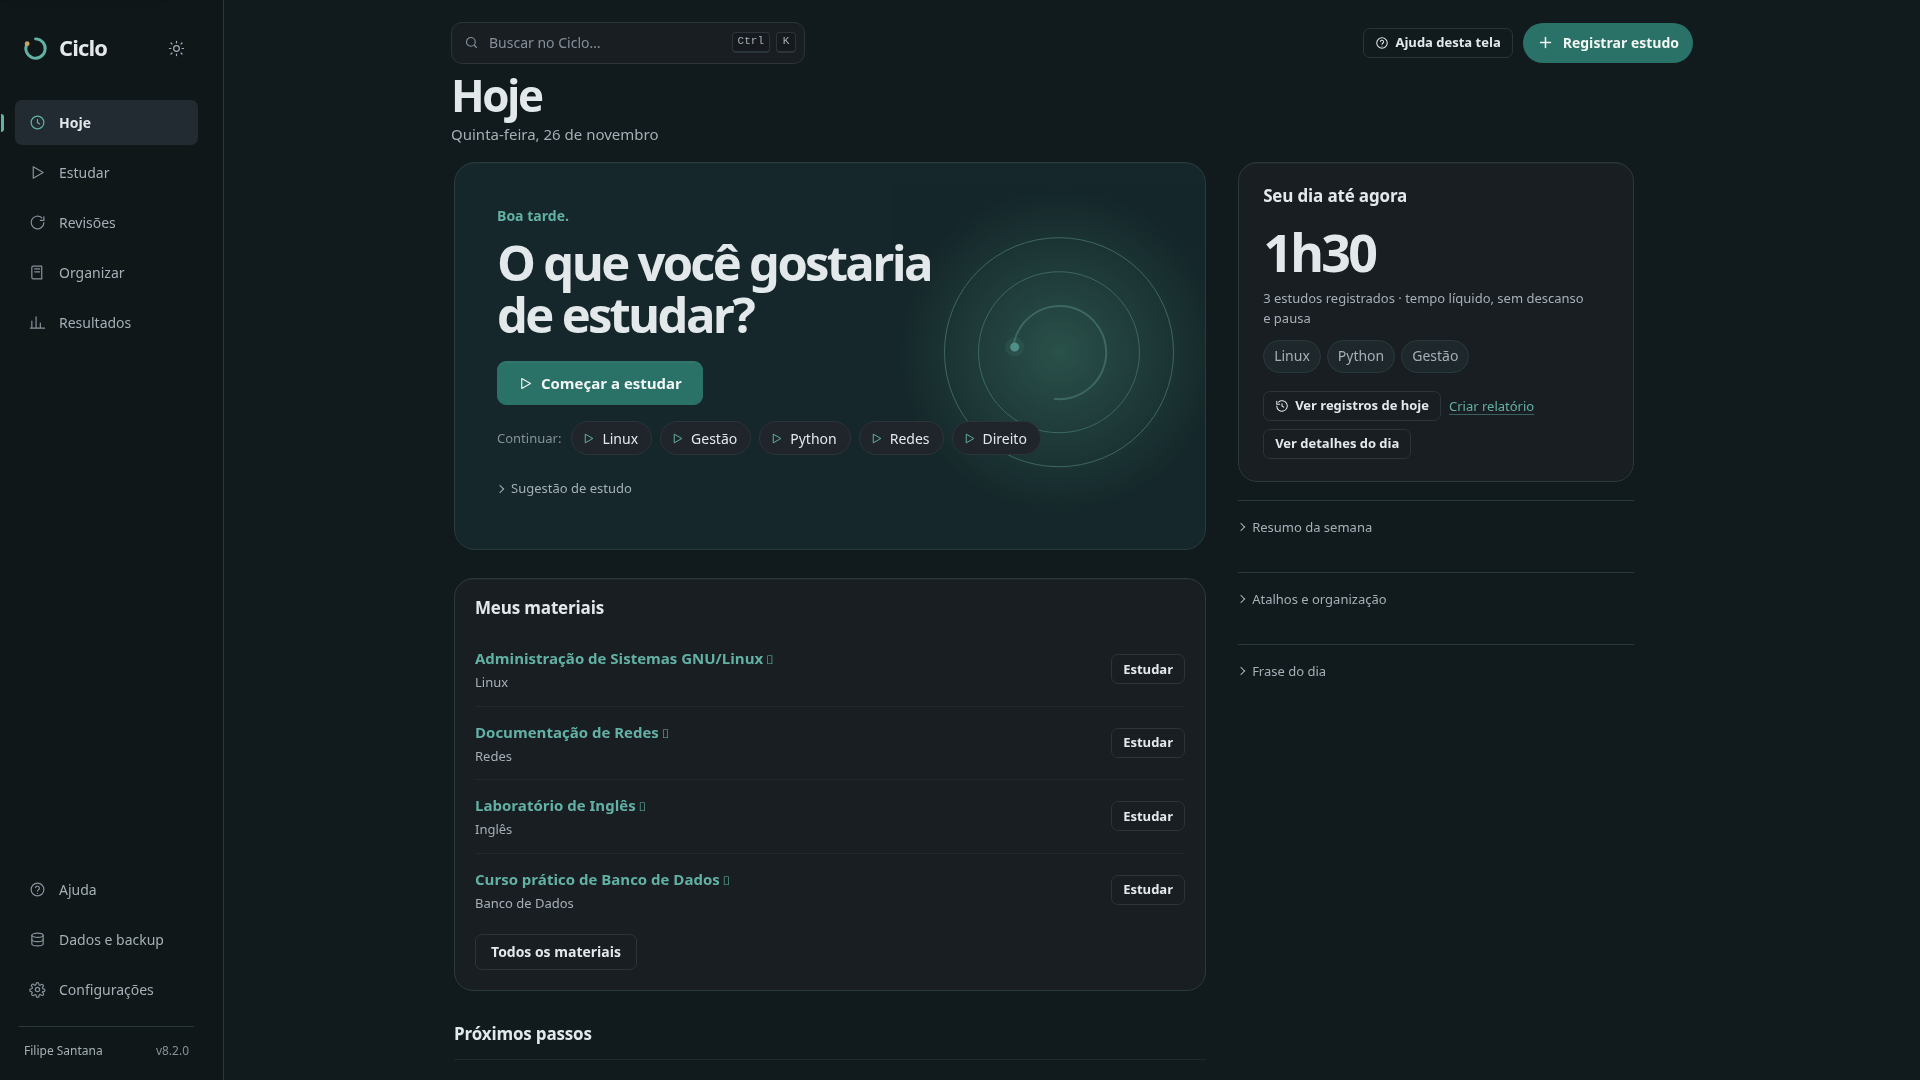 Ciclo
Hoje
Estudar
Revisões
Organizar
Resultados
Ajuda
Dados e backup
Configurações
Filipe Santana v8.2.0
Buscar no Ciclo... Ctrl K
Ajuda desta tela
Registrar estudo
Hoje
Quinta-feira, 26 de novembro
Boa tarde.
O que você gostaria
de estudar?
Começar a estudar
Continuar: Linux Gestão Python Redes Direito
Sugestão de estudo
Meus materiais
Administração de Sistemas GNU/Linux
Linux
Estudar
Documentação de Redes
Redes
Estudar
Laboratório de Inglês
Inglês
Estudar
Curso prático de Banco de Dados
Banco de Dados
Estudar
Todos os materiais
Próximos passos
Seu dia até agora
1h30
3 estudos registrados · tempo líquido, sem descanso
e pausa
Linux Python Gestão
Ver registros de hoje Criar relatório
Ver detalhes do dia
Resumo da semana
Atalhos e organização
Frase do dia